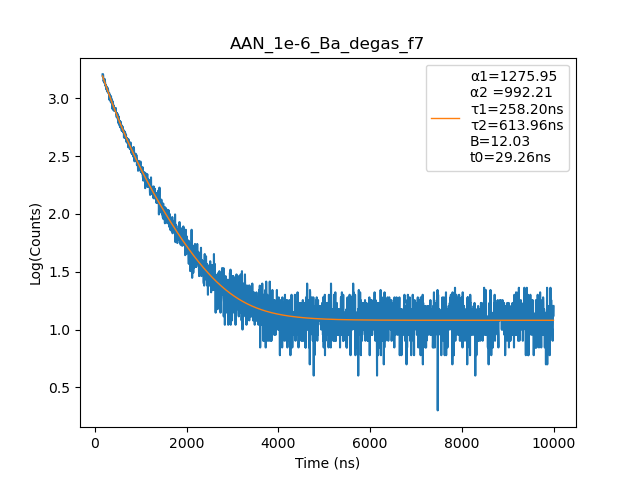 AAN_1e-6_Ba_degas_f7
α1=1275.95
α2 =992.21
τ1=258.20ns
τ2=613.96ns
B=12.03
t0=29.26ns
Log(Counts)
3.0
2.5
2.0
1.5
1.0
0.5
0
2000
4000
6000
8000
10000
Time (ns)